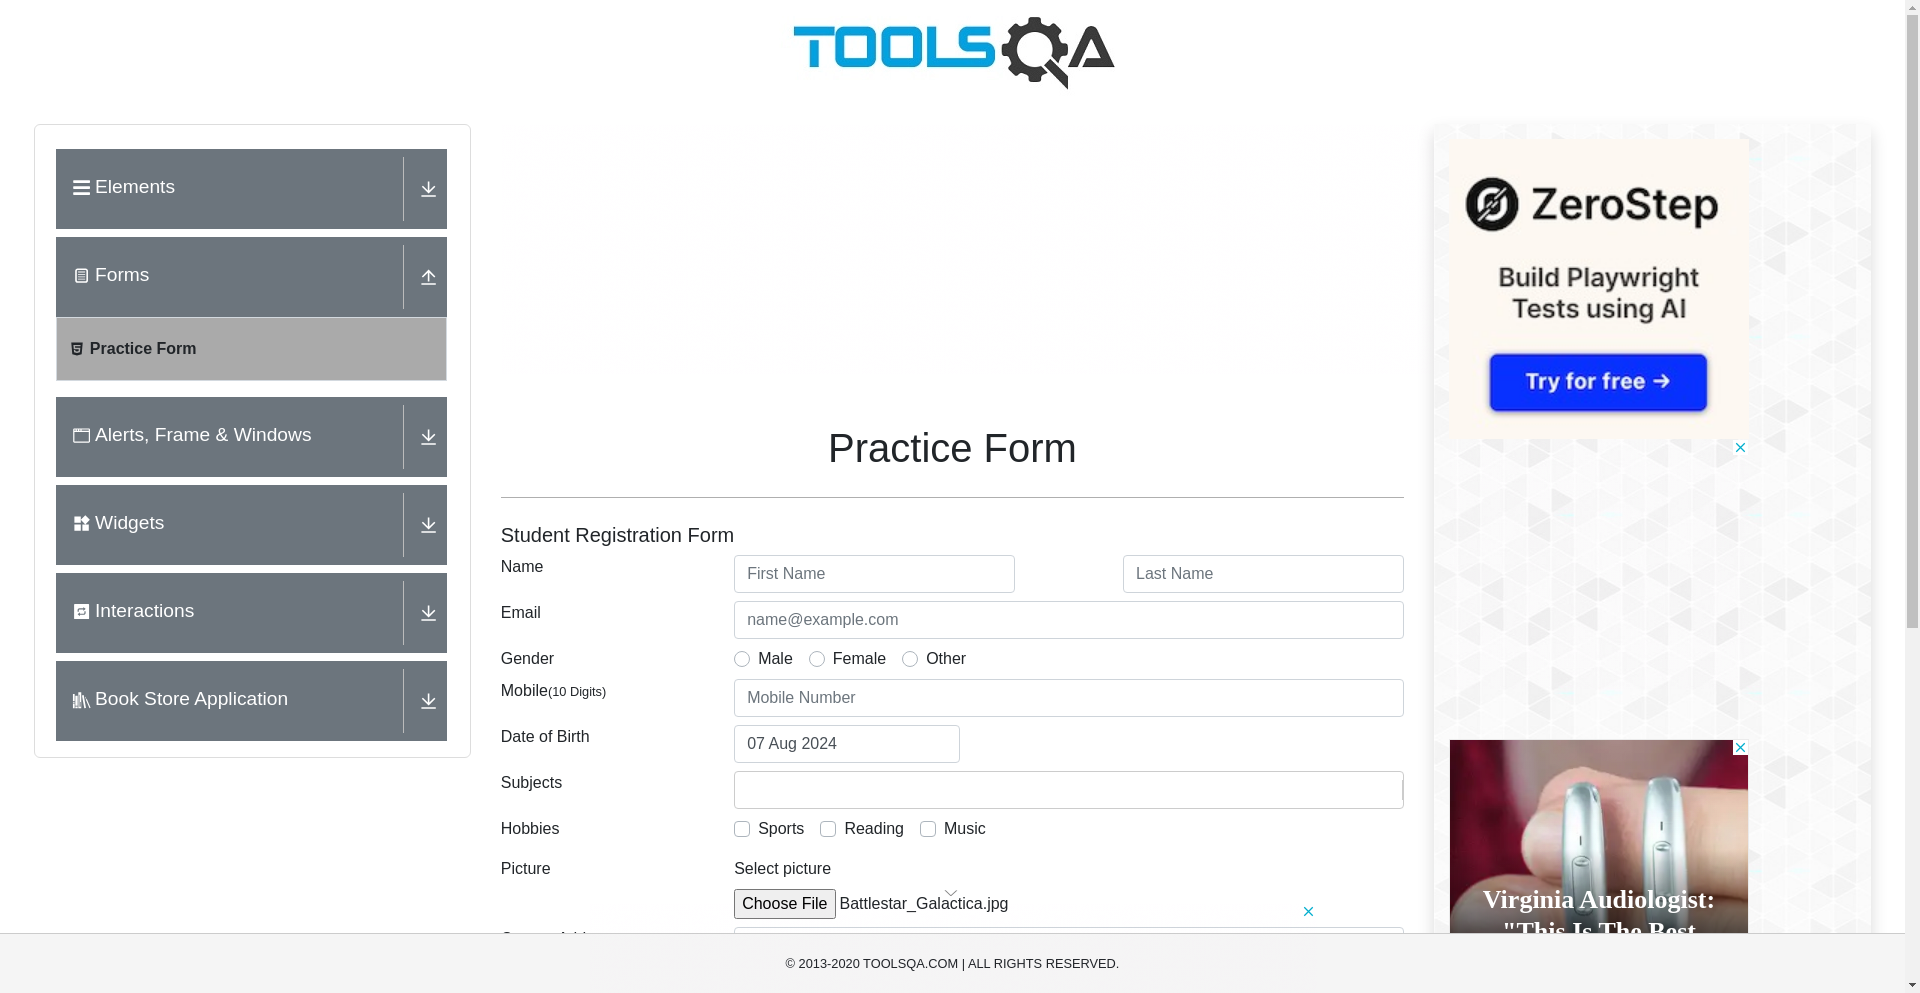 TOOLSQA
Elements
Forms
Practice Form
Alerts, Frame & Windows
Widgets
Interactions
Book Store Application
Practice Form
Student Registration Form
Name
First Name
Last Name
Email
name@example.com
Gender
Male
Female
Other
Mobile(10 Digits)
Mobile Number
Date of Birth
07 Aug 2024
Subjects
Hobbies
Sports
Reading
Music
Picture
Select picture
Choose File Battlestar_Galactica.jpg
ZeroStep
Build Playwright
Tests using AI
Try for free →
Virginia Audiologist:
"This Is The Best
© 2013-2020 TOOLSQA.COM | ALL RIGHTS RESERVED.